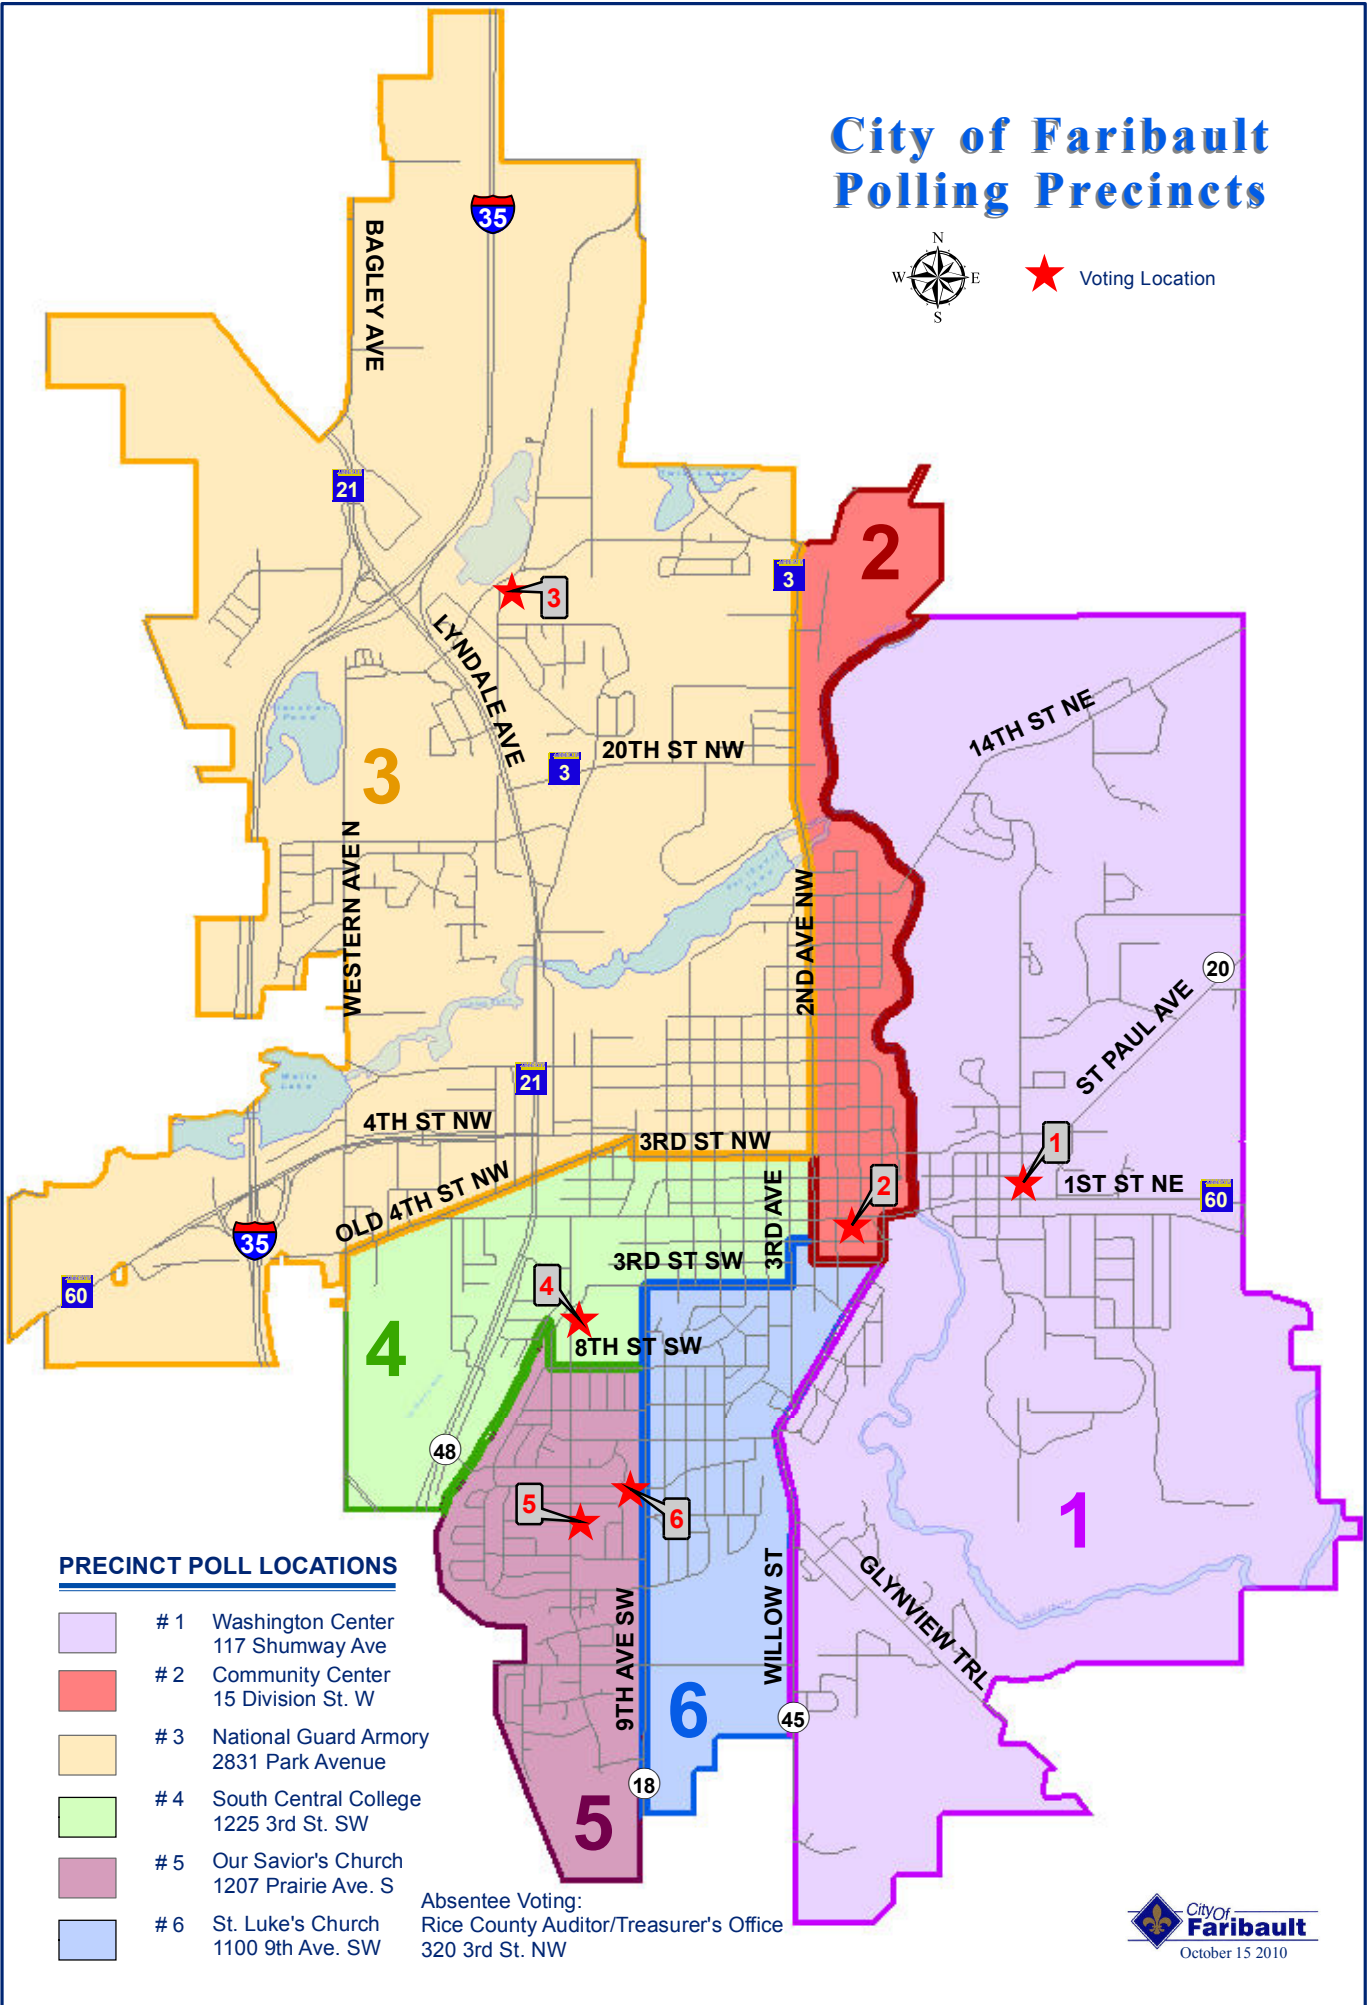 City of Faribault
Polling Precincts
N
W
E
S
Voting Location
35
BAGLEY AVE
21
3
2
3
LYNDALE AVE
14TH ST NE
20TH ST NW
3
3
WESTERN AVE N
2ND AVE NW
20
ST PAUL AVE
21
4TH ST NW
3RD ST NW
1
OLD 4TH ST NW
3RD AVE
2
1ST ST NE
60
35
3RD ST SW
60
4
4
8TH ST SW
48
5
6
1
WILLOW ST
GLYNVIEW TRL
9TH AVE SW
6
45
18
5
PRECINCT POLL LOCATIONS
# 1 Washington Center
117 Shumway Ave
# 2 Community Center
15 Division St. W
# 3 National Guard Armory
2831 Park Avenue
# 4 South Central College
1225 3rd St. SW
# 5 Our Savior's Church
1207 Prairie Ave. S
# 6 St. Luke's Church
1100 9th Ave. SW
Absentee Voting:
Rice County Auditor/Treasurer's Office
320 3rd St. NW
City Of
Faribault
October 15 2010